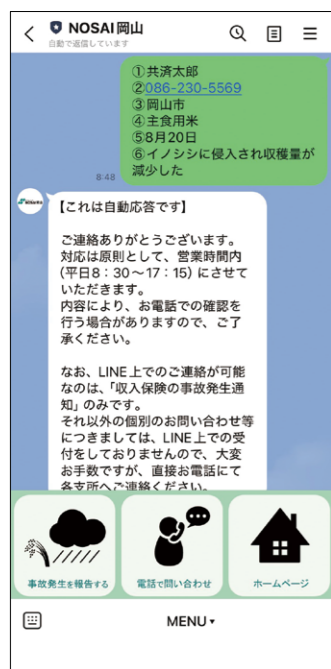 NOSAI 岡山
自動で返信しています
①共済太郎
②086-230-5569
③岡山市
④主食用米
⑤8月20日
⑥イノシシに侵入され収穫量が
減少した
8:48
【これは自動応答です】
ご連絡ありがとうございます。
対応は原則として、営業時間内
(平日8：30～17：15) にさせて
いただきます。
内容により、お電話での確認を
行う場合がありますので、ご了
承ください。
なお、LINE上でのご連絡が可能
なのは、「収入保険の事故発生通
知」のみです。
それ以外の個別のお問い合わせ等
につきましては、LINE上での受
付をしておりませんので、大変
お手数ですが、直接お電話にて
各支所へご連絡ください。
事故発生を報告する
電話で問い合わせ
ホームページ
MENU▾